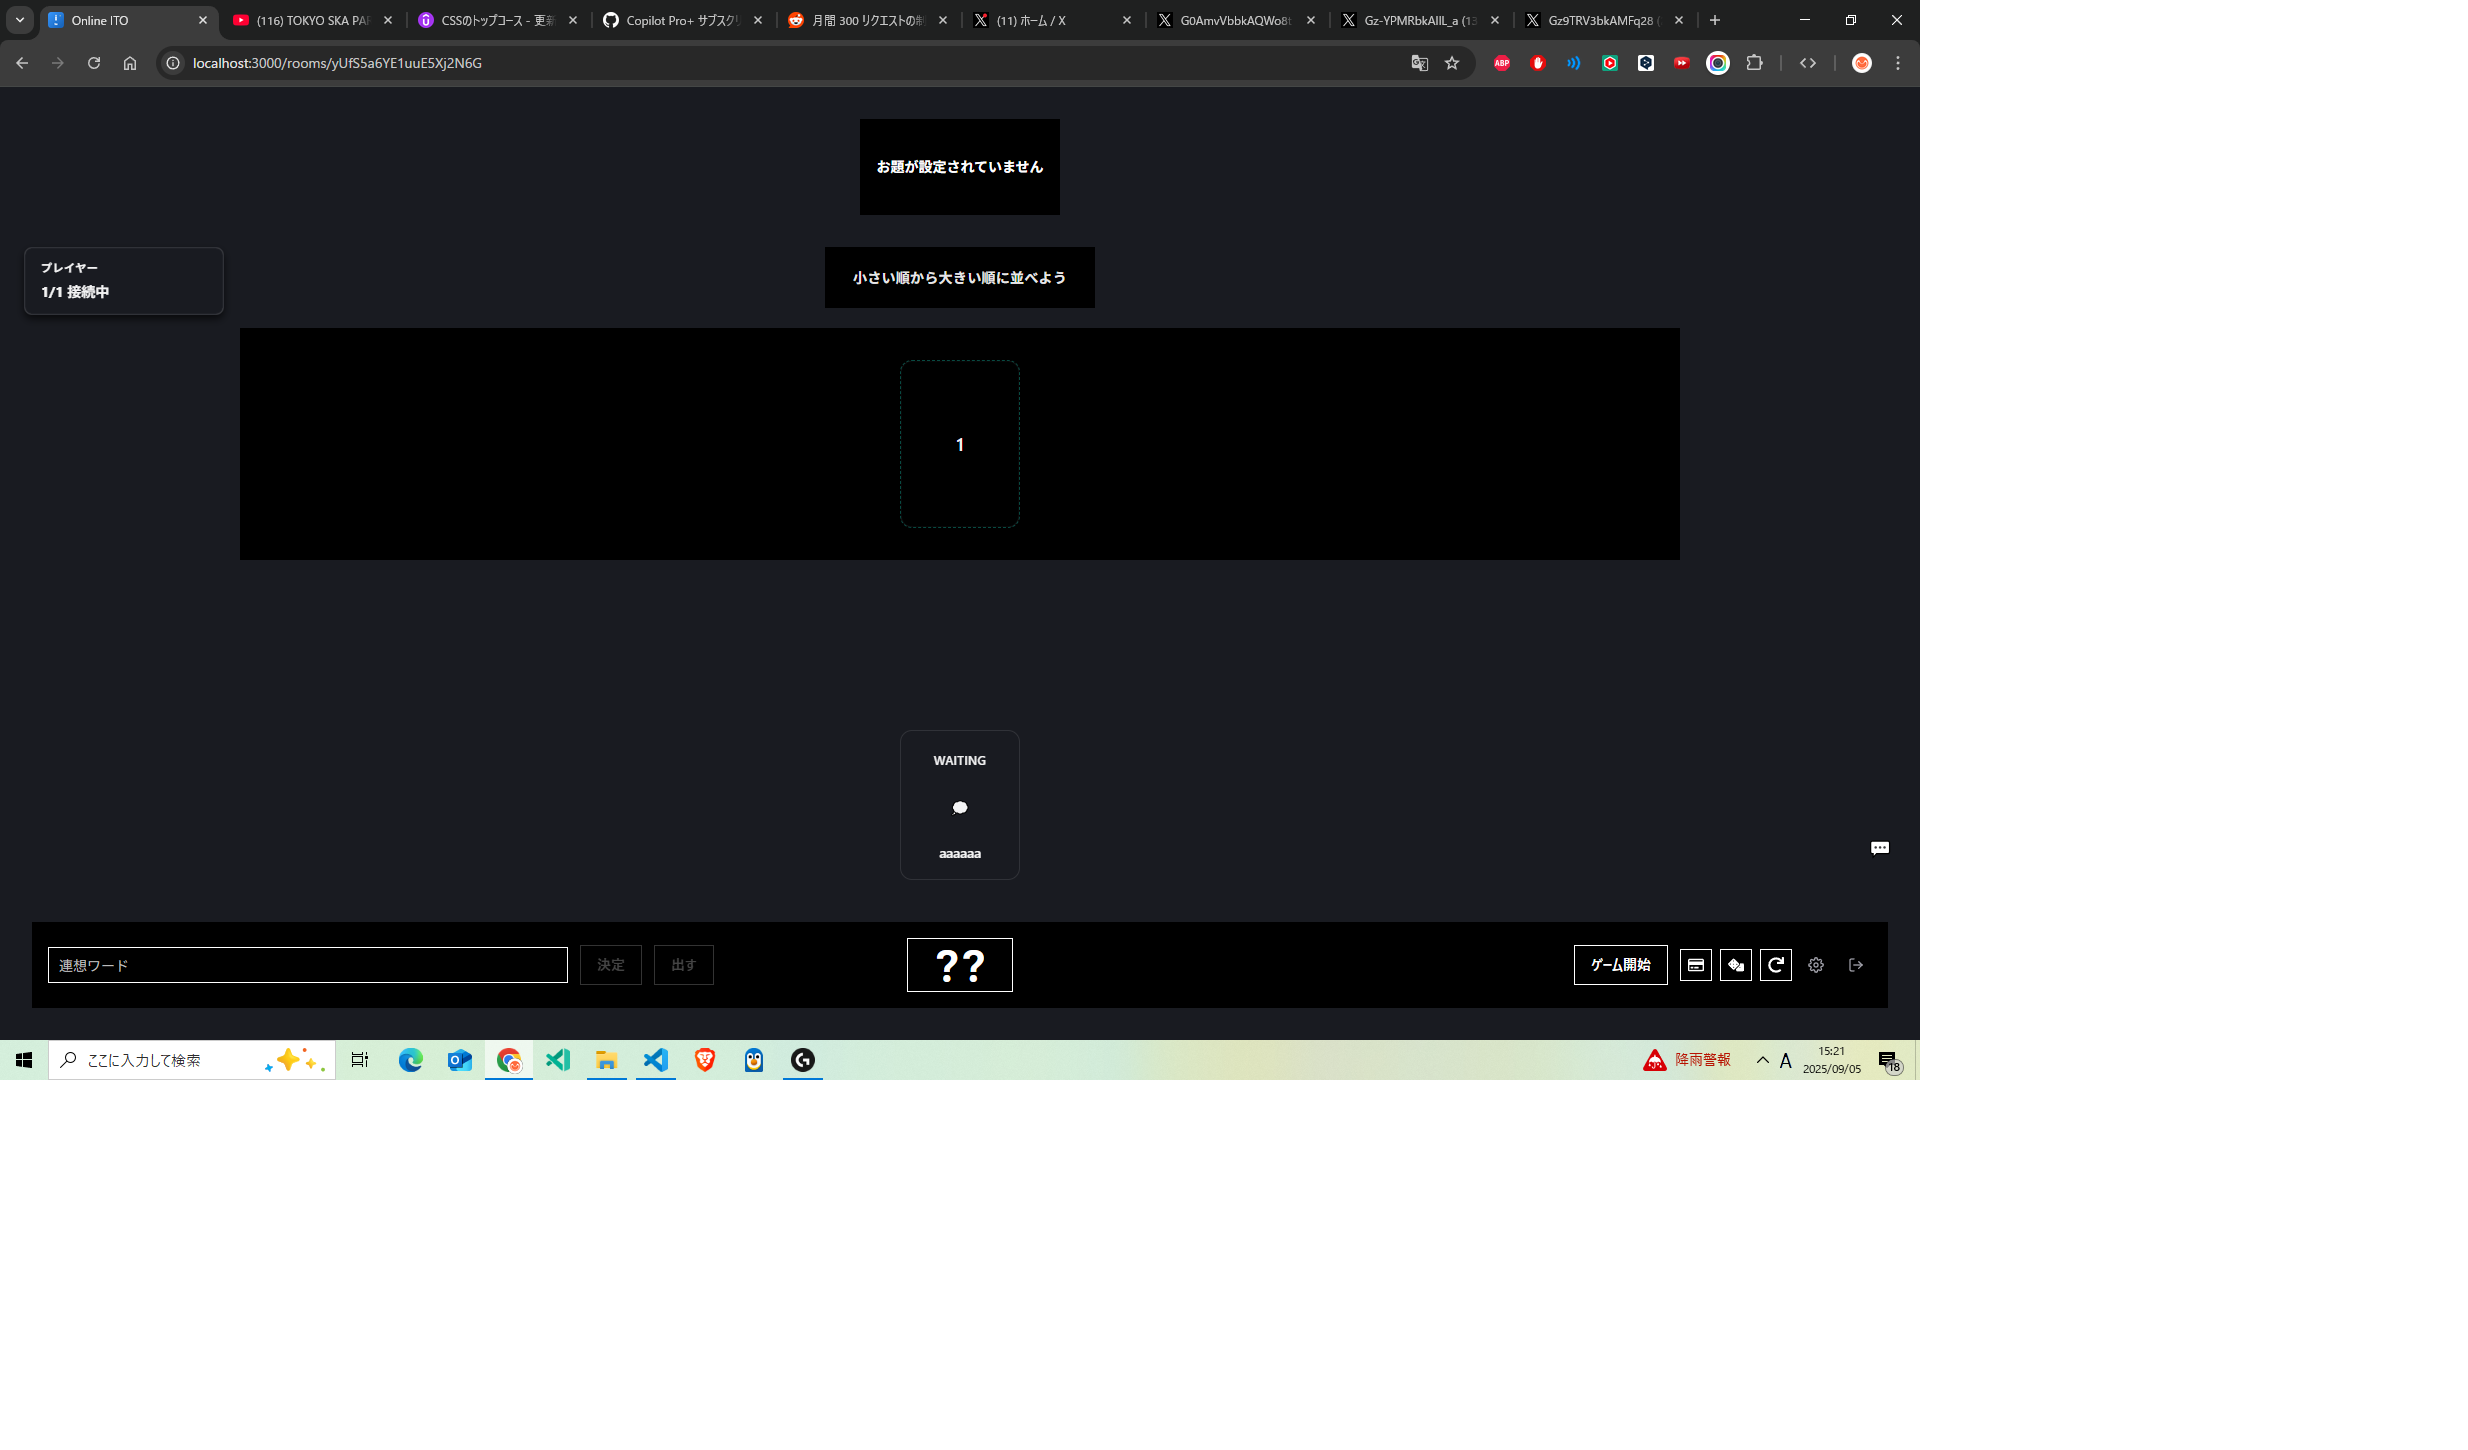 Online ITO
(116) TOKYO SKA PAR
CSSのトップコース - 更新
Copilot Pro+ サブスクリ
月間 300 リクエストの制
(11) ホーム / X
G0AmvVbbkAQWo8t
Gz-YPMRbkAIIL_a (13
Gz9TRV3bkAMFq28 (
localhost:3000/rooms/yUfS5a6YE1uuE5Xj2N6G
ABP
お題が設定されていません
小さい順から大きい順に並べよう
プレイヤー
1/1 接続中
1
WAITING
aaaaaa
連想ワード
決定
出す
??
ゲーム開始
ここに入力して検索
降雨警報
A
15:21
2025/09/05
18